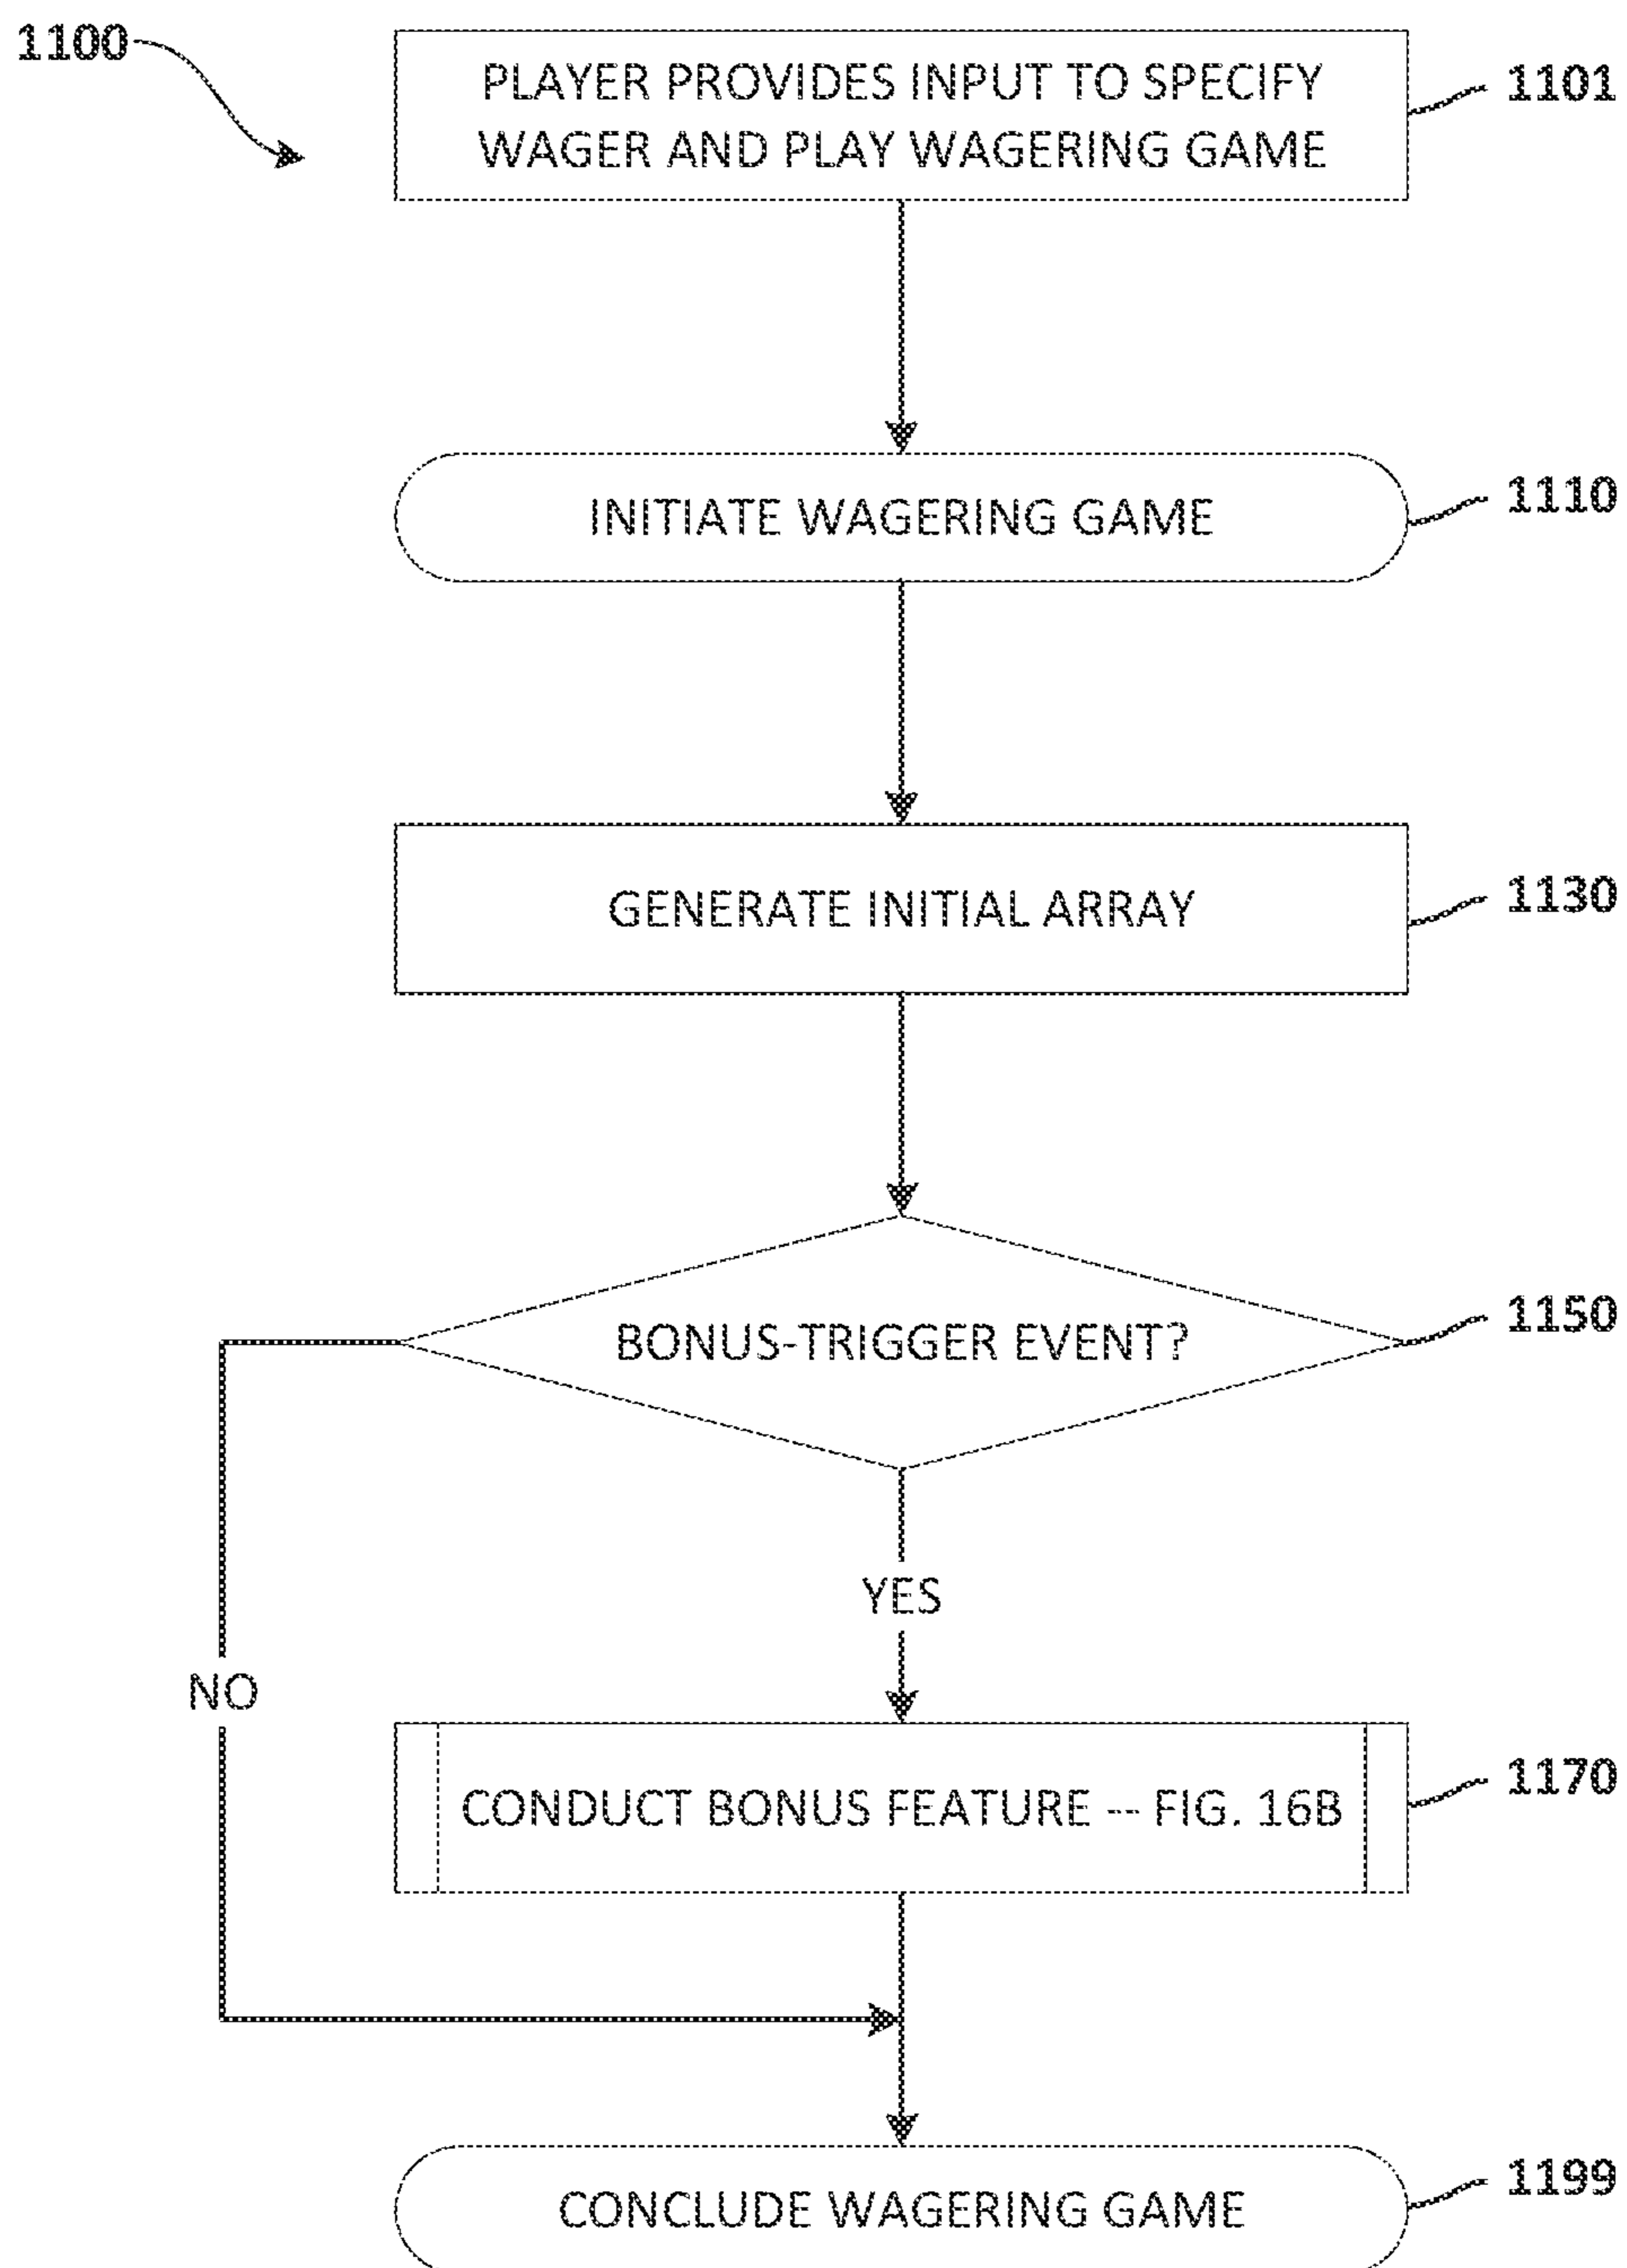 1100
PLAYER PROVIDES INPUT TO SPECIFY
WAGER AND PLAY WAGERING GAME
1101
INITIATE WAGERING GAME
1110
GENERATE INITIAL ARRAY
1130
BONUS-TRIGGER EVENT?
1150
YES
NO
CONDUCT BONUS FEATURE -- FIG. 16B
1170
CONCLUDE WAGERING GAME
1199